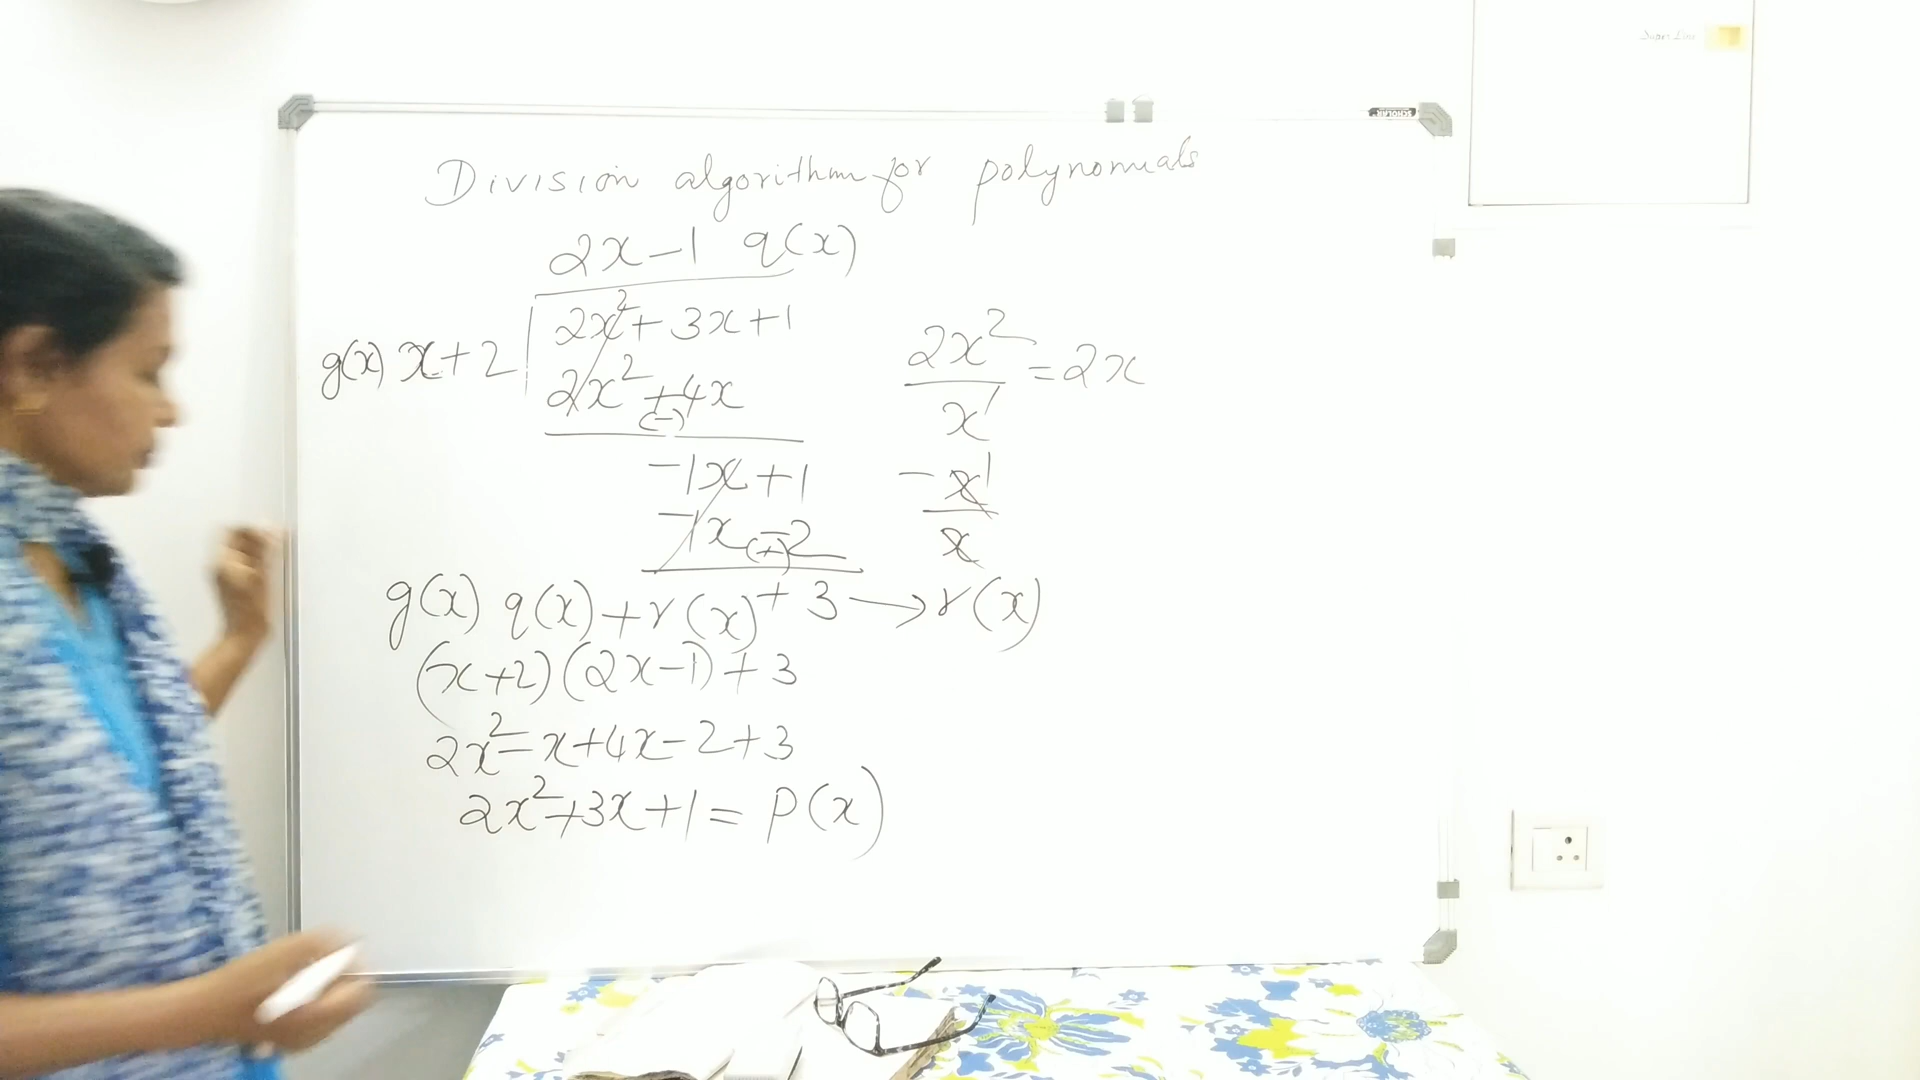 Division algorithm for polynomials
2x-1 q(x)
g(x) x+2 2x²+3x+1
2x²+4x
(-)
-1x+1
-1x-2
(+)
+3 → r(x)
2x²/x = 2x
-x/x
g(x) q(x)+r(x)
(x+2)(2x-1)+3
2x²-x+4x-2+3
2x²+3x+1= p(x)
SCHOLAR